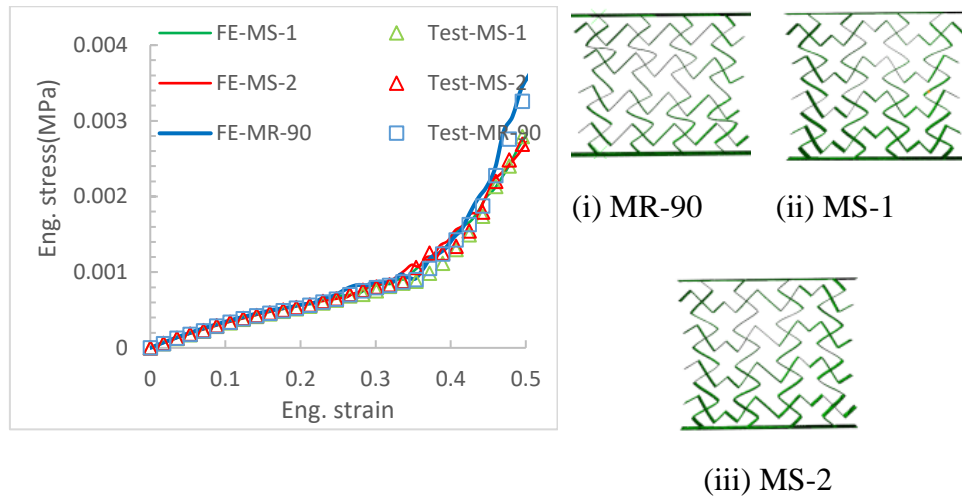 0.004
0.003
0.002
0.001
0
Eng. stress(MPa)
FE-MS-1
Test-MS-1
FE-MS-2
Test-MS-2
FE-MR-90
Test-MR-90
0 0.1 0.2 0.3 0.4 0.5
Eng. strain
(i) MR-90
(ii) MS-1
(iii) MS-2